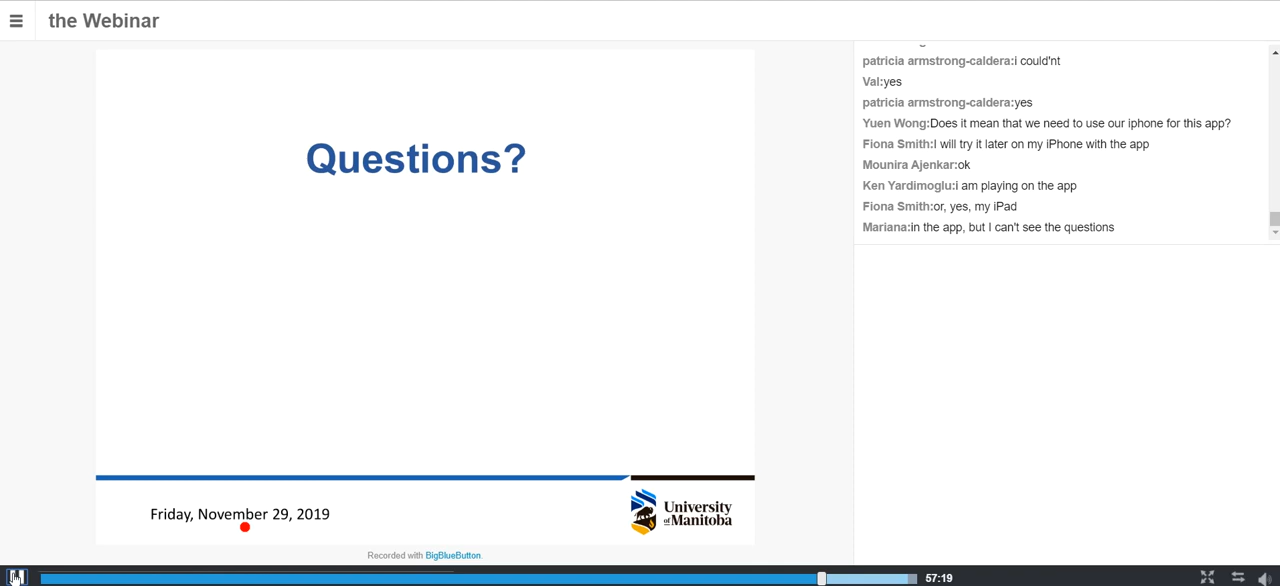 the Webinar
patricia armstrong-caldera:i could'nt
Val:yes
patricia armstrong-caldera:yes
Yuen Wong:Does it mean that we need to use our iphone for this app?
Fiona Smith:I will try it later on my iPhone with the app
Mounira Ajenkar:ok
Ken Yardimoglu:i am playing on the app
Fiona Smith:or, yes, my iPad
Mariana:in the app, but I can't see the questions
Questions?
Friday, November 29, 2019
University
of Manitoba
Recorded with BigBlueButton.
57:19